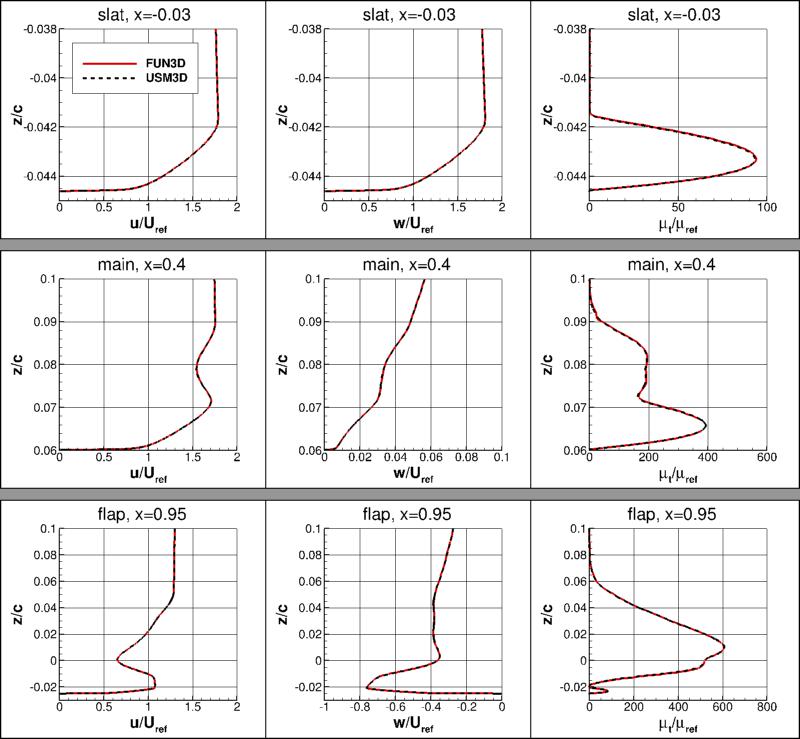 slat, x=-0.03
slat, x=-0.03
slat, x=-0.03
-0.038
-0.04
-0.042
-0.044
z/c
FUN3D
USM3D
0 0.5 1 1.5 2
u/Uref
-0.038
-0.04
-0.042
-0.044
z/c
0 0.5 1 1.5 2
w/Uref
-0.038
-0.04
-0.042
-0.044
z/c
0 50 100
μt/μref
main, x=0.4
main, x=0.4
main, x=0.4
0.1
0.09
0.08
0.07
0.06
z/c
0 0.5 1 1.5 2
u/Uref
0.1
0.09
0.08
0.07
0.06
z/c
0.02 0.04 0.06 0.08 0.1
w/Uref
0.1
0.09
0.08
0.07
0.06
z/c
0 200 400 600
μt/μref
flap, x=0.95
flap, x=0.95
flap, x=0.95
0.1
0.08
0.06
0.04
0.02
0
-0.02
z/c
0 0.5 1 1.5 2
u/Uref
0.1
0.08
0.06
0.04
0.02
0
-0.02
z/c
-1 -0.8 -0.6 -0.4 -0.2 0
w/Uref
0.1
0.08
0.06
0.04
0.02
0
-0.02
z/c
0 200 400 600 800
μt/μref